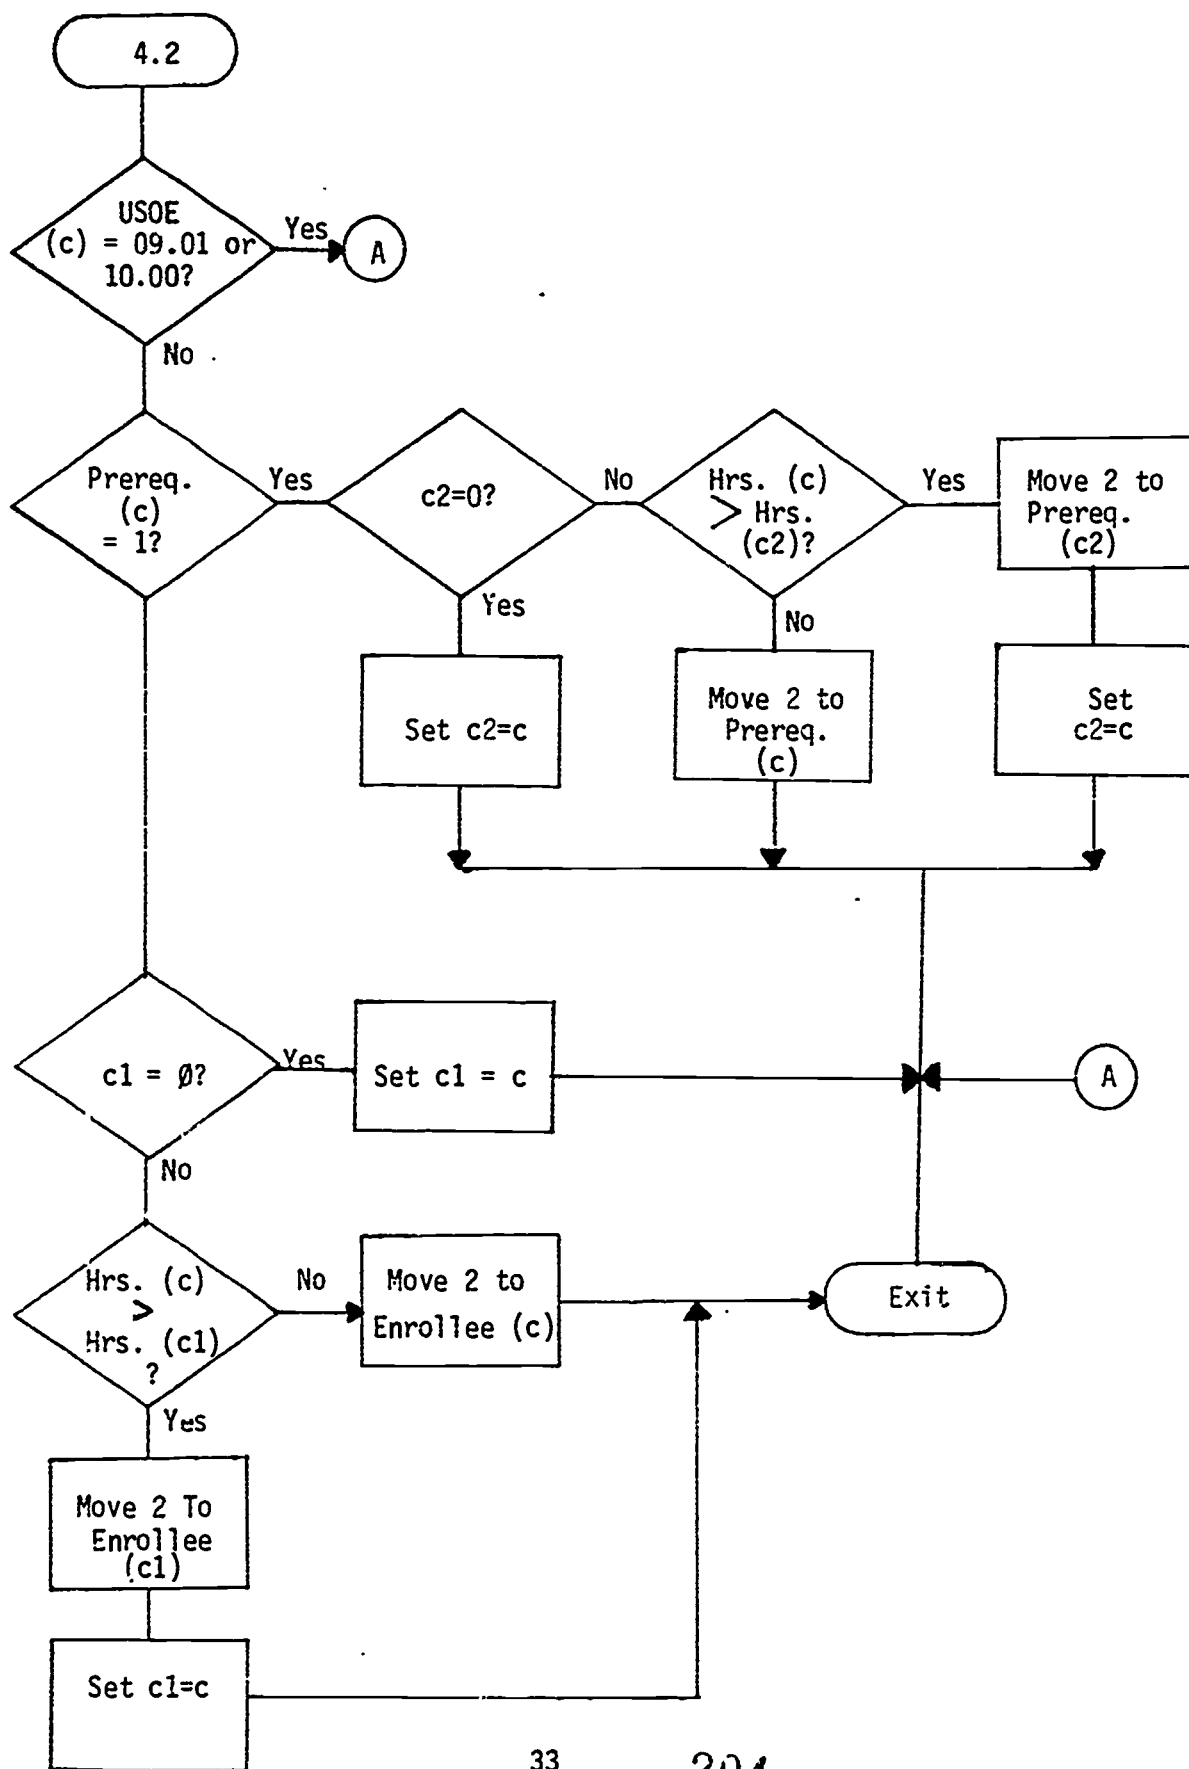 4.2
USOE
(c) = 09.01 or
10.00?
Yes
A
No
Prereq.
(c)
= 1?
Yes
c2=0?
No
Hrs. (c)
> Hrs.
(c2)?
Yes
Move 2 to
Prereq.
(c2)
Yes
No
Set c2=c
Move 2 to
Prereq.
(c)
Set
c2=c
c1 = Ø?
Yes
Set c1 = c
A
No
Hrs. (c)
>
Hrs. (c1)
?
No
Move 2 to
Enrollee (c)
Exit
Yes
Move 2 To
Enrollee
(c1)
Set c1=c
33